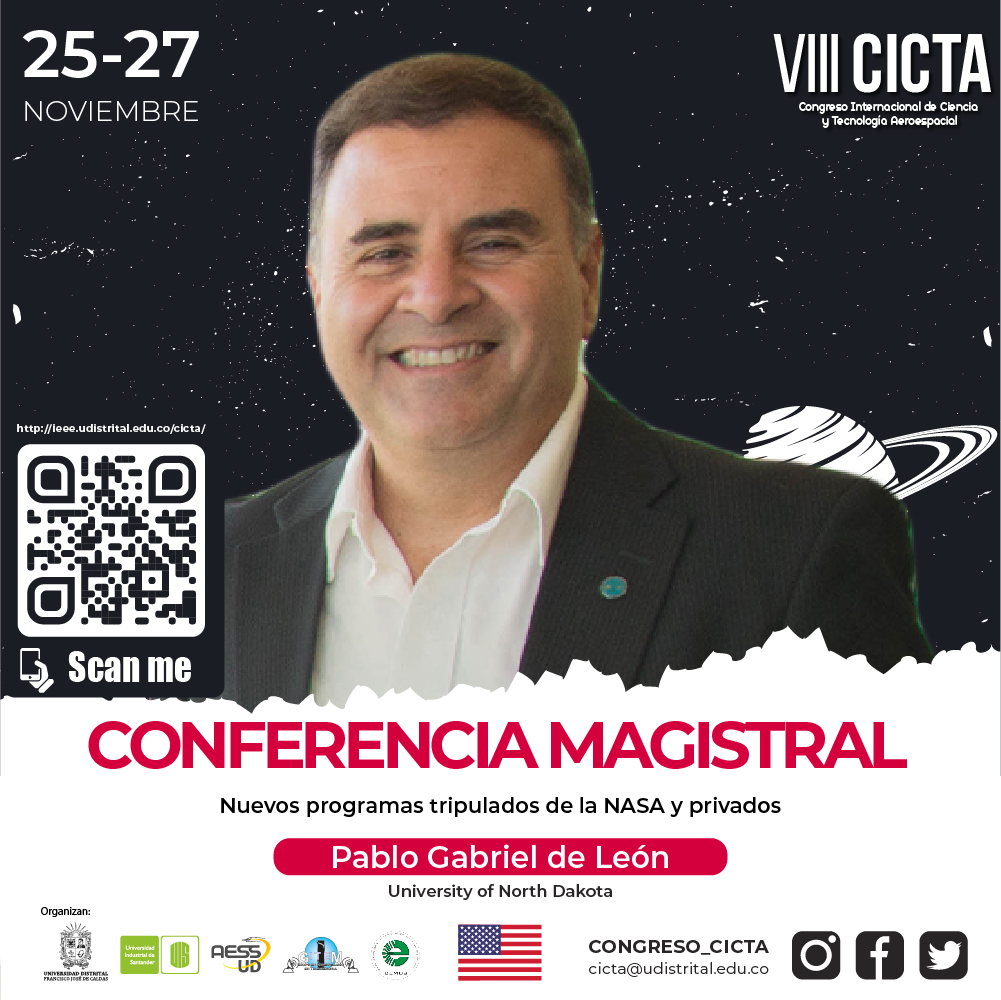 25-27
NOVIEMBRE
VIII CICTA
Congreso Internacional de Ciencia
y Tecnología Aeroespacial
http://ieee.udistrital.edu.co/cicta/
Scan me
CONFERENCIA MAGISTRAL
Nuevos programas tripulados de la NASA y privados
Pablo Gabriel de León
University of North Dakota
Organizan:
UNIVERSIDAD DISTRITAL
FRANCISCO JOSÉ DE CALDAS
Universidad
Industrial de
Santander
UIS
AESS
UD
CONGRESO_CICTA
cicta@udistrital.edu.co